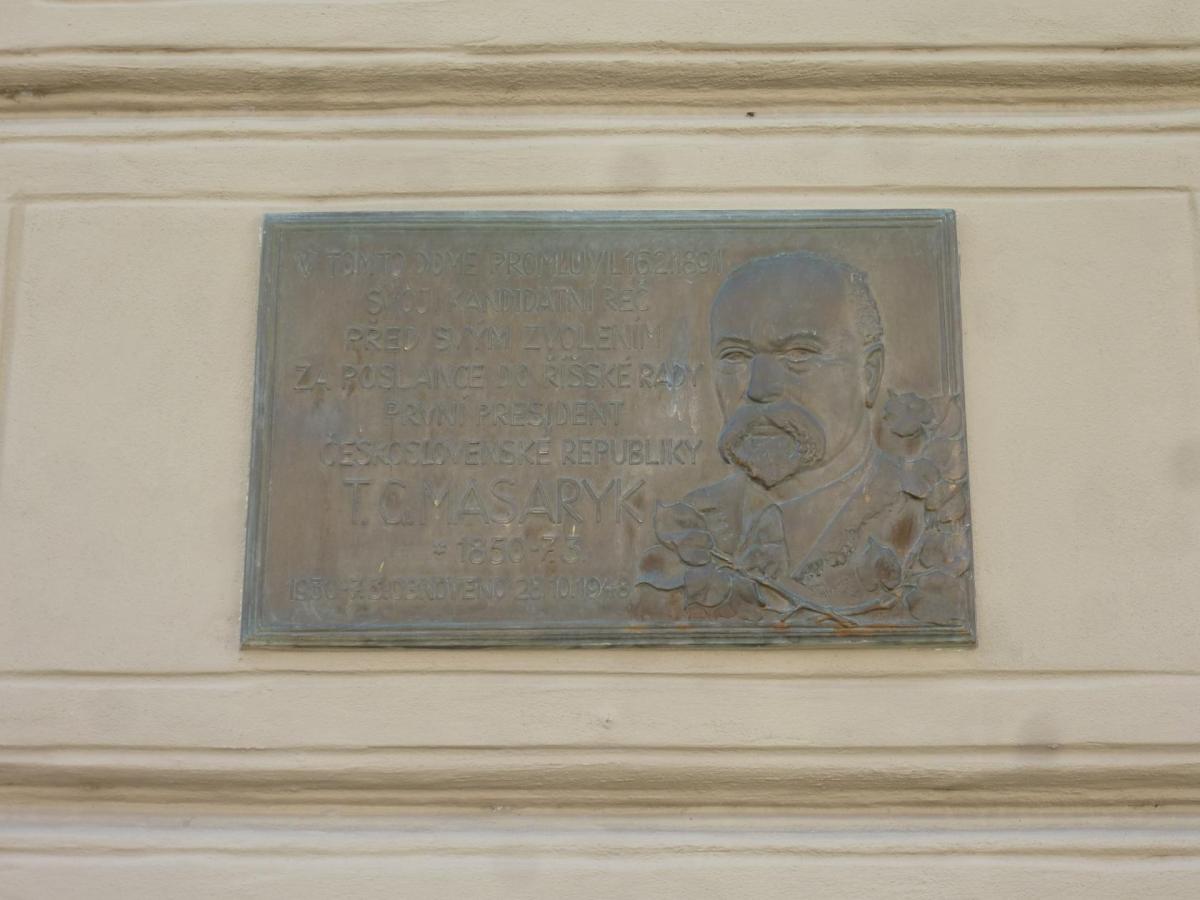 V TOMTO DOMĚ PROMLUVIL 16.2.1891
SVOJI KANDIDÁTNÍ ŘEČ
PŘED SVÝM ZVOLENÍM
ZA POSLANCE DO ŘÍŠSKÉ RADY
PRVNÍ PRESIDENT
ČESKOSLOVENSKÉ REPUBLIKY
T. G. MASARYK
* 1850-7.3.
1930-7.3. OBNOVENO 28.10.1948